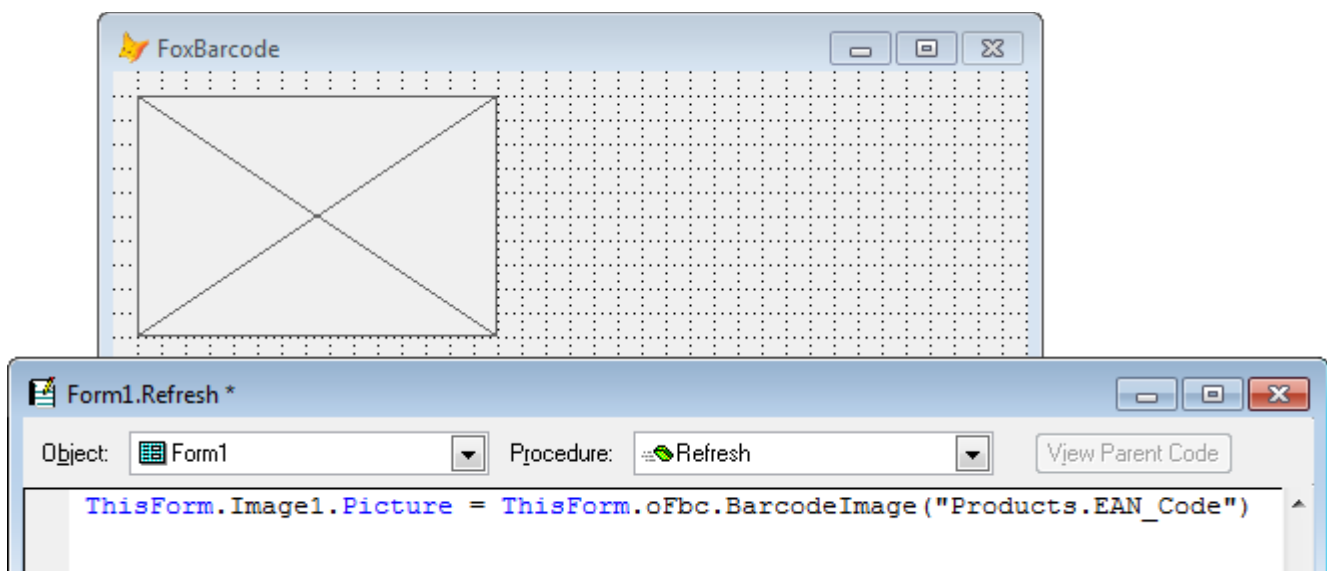 FoxBarcode
Form1.Refresh *
Object: Form1 Procedure: Refresh View Parent Code
ThisForm.Image1.Picture = ThisForm.oFbc.BarcodeImage("Products.EAN_Code")